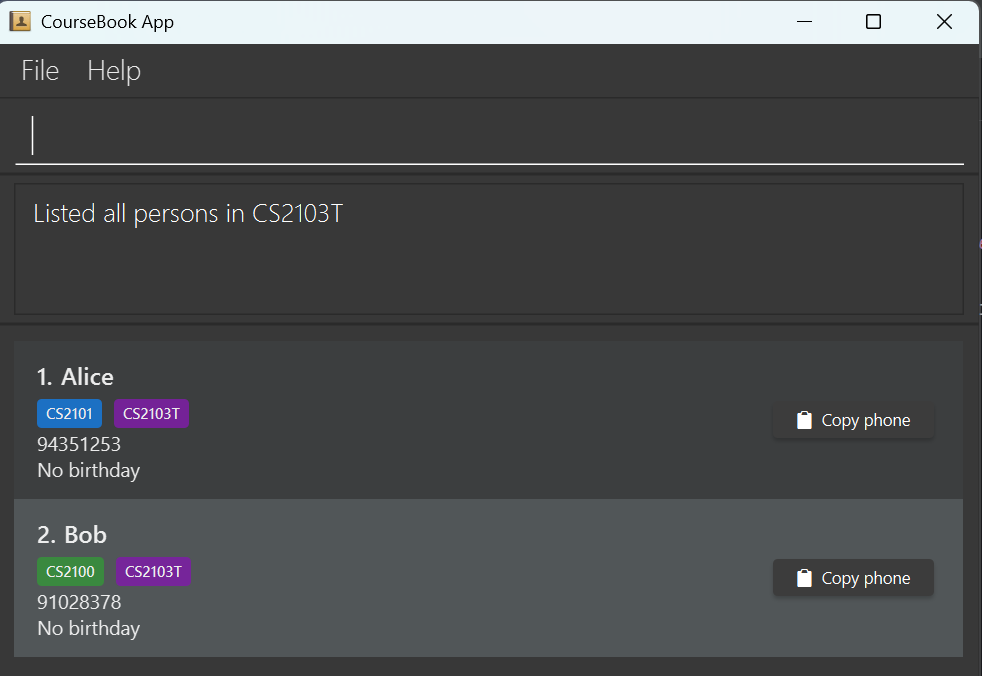 CourseBook App
File Help
Listed all persons in CS2103T
1. Alice
CS2101 CS2103T
94351253
No birthday
Copy phone
2. Bob
CS2100 CS2103T
91028378
No birthday
Copy phone